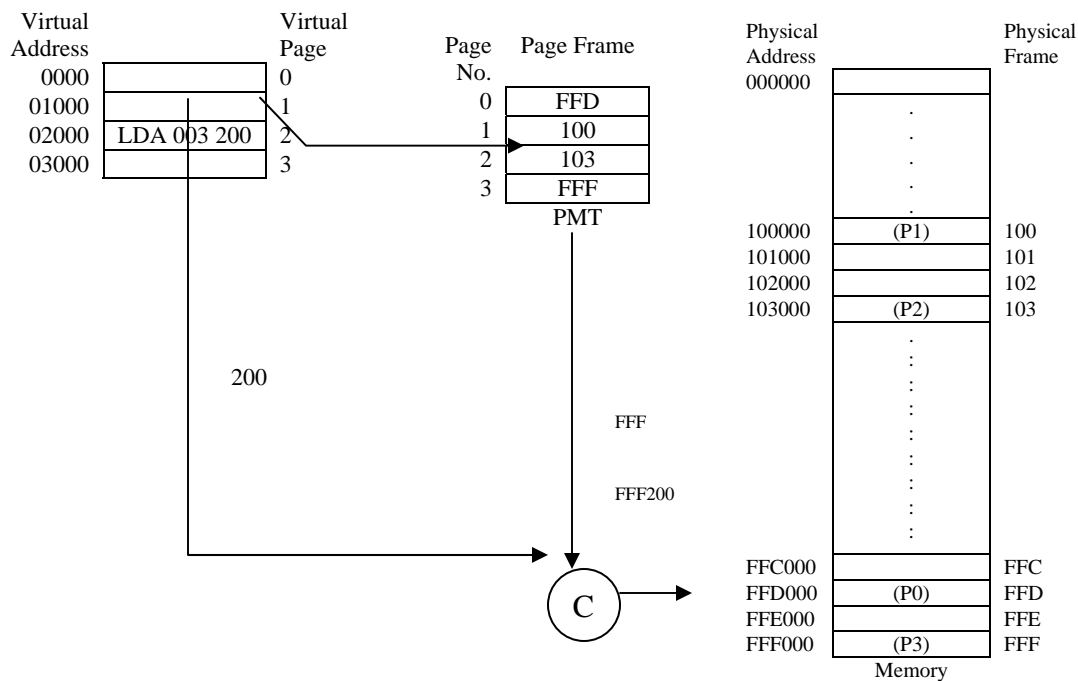 Virtual Address
Virtual Page
0000
0
01000
1
02000
LDA 003 200
2
03000
3
Page No.
Page Frame
0
FFD
1
100
2
103
3
FFF
PMT
200
FFF
FFF200
C
Physical Address
Physical Frame
000000
100000
(P1)
100
101000
101
102000
102
103000
(P2)
103
FFC000
FFC
FFD000
(P0)
FFD
FFE000
FFE
FFF000
(P3)
FFF
Memory